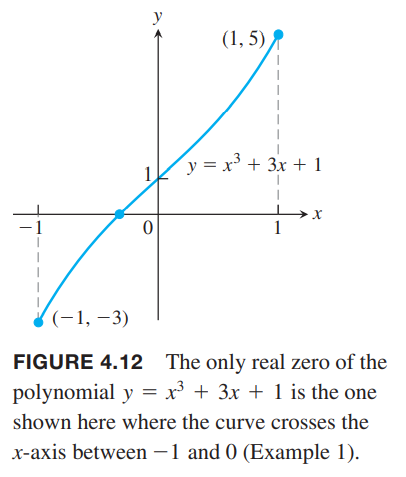 y
(1, 5)
1
y = x³ + 3x + 1
−1
0
1
x
(−1, −3)
FIGURE 4.12 The only real zero of the
polynomial y = x³ + 3x + 1 is the one
shown here where the curve crosses the
x-axis between −1 and 0 (Example 1).